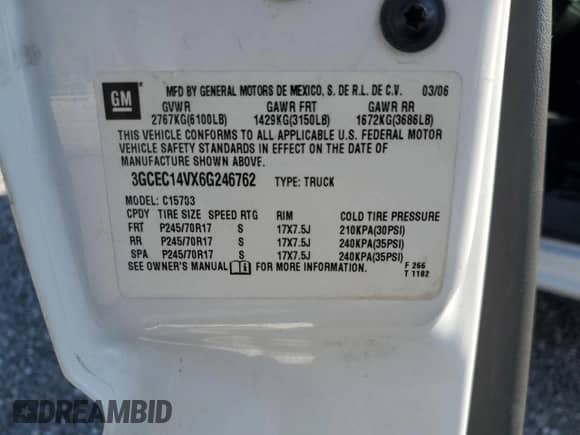 GM
MFD BY GENERAL MOTORS DE MEXICO, S. DE R.L. DE C.V. 03/06
GVWR GAWR FRT GAWR RR
2767KG(6100LB) 1429KG(3150LB) 1672KG(3686LB)
THIS VEHICLE CONFORMS TO ALL APPLICABLE U.S. FEDERAL MOTOR
VEHICLE SAFETY STANDARDS IN EFFECT ON THE DATE OF
MANUFACTURE SHOWN ABOVE.
3GCEC14VX6G246762 TYPE: TRUCK
MODEL: C15703
CPDY TIRE SIZE SPEED RTG RIM COLD TIRE PRESSURE
FRT P245/70R17 S 17X7.5J 210KPA(30PSI)
RR P245/70R17 S 17X7.5J 240KPA(35PSI)
SPA P245/70R17 S 17X7.5J 240KPA(35PSI)
SEE OWNER'S MANUAL FOR MORE INFORMATION.
F 266
T 1182
DREAMBID